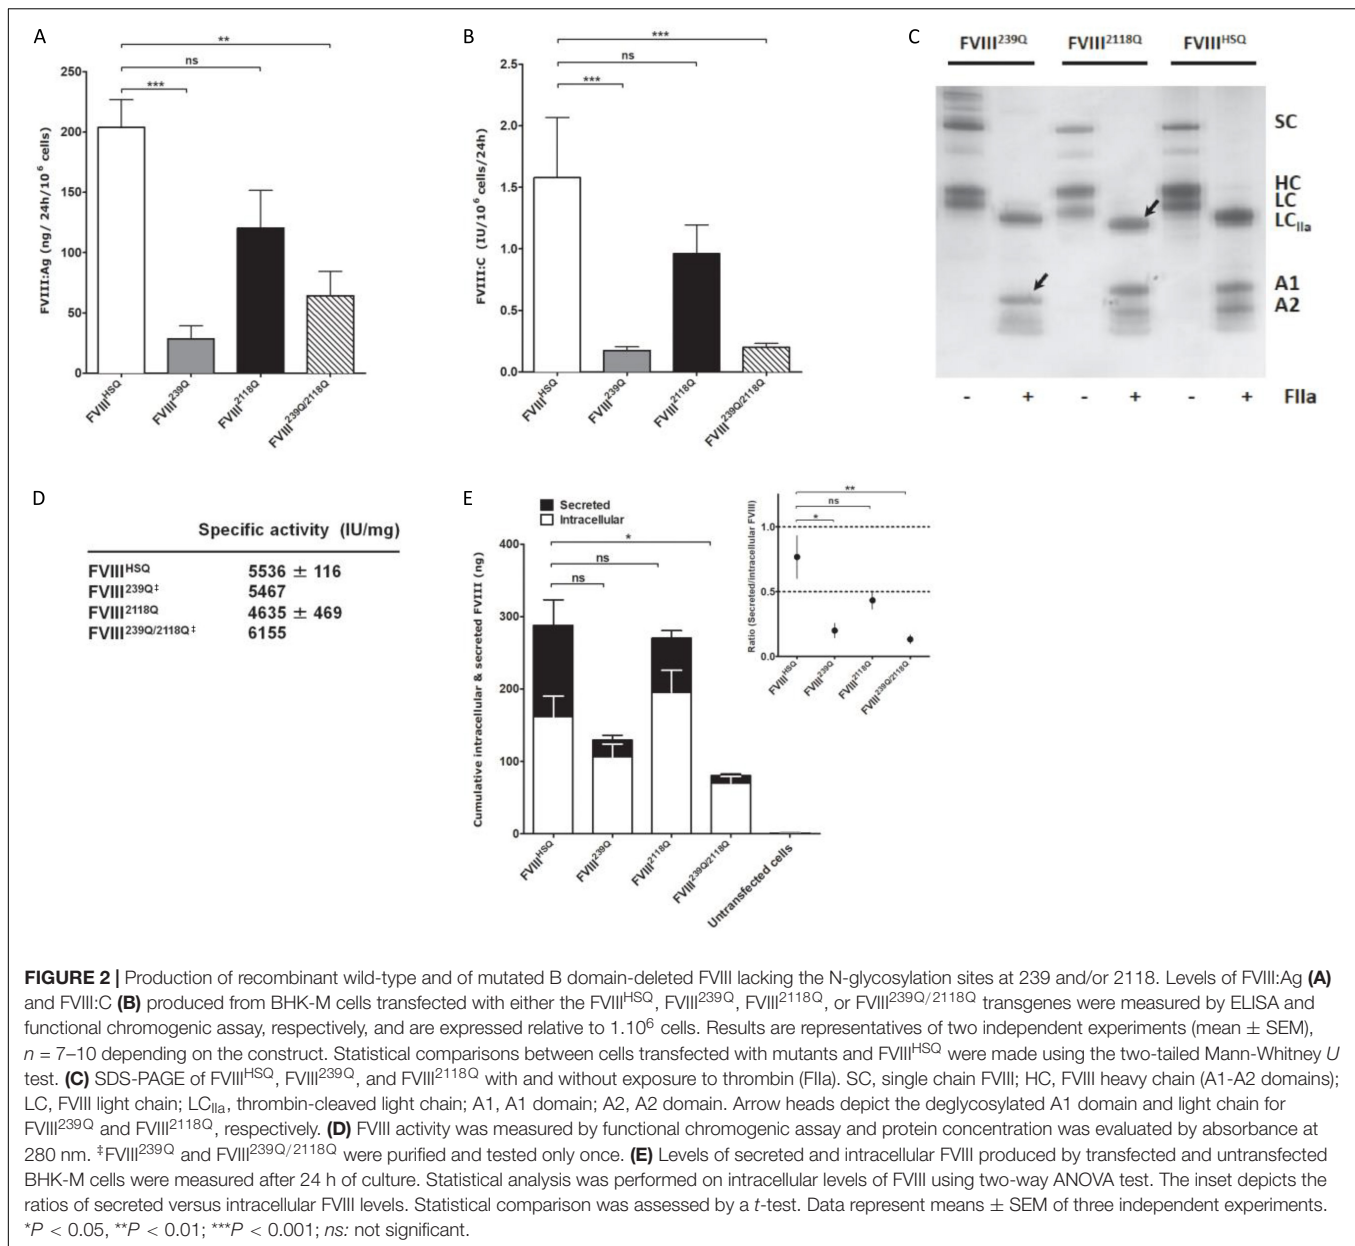 A
**
ns
***
FVIII:Ag (ng/ 24h/10⁶ cells)
250
200
150
100
50
0
FVIII^HSQ
FVIII^239Q
FVIII^2118Q
FVIII^239Q/2118Q
B
***
ns
***
FVIII:C (IU/10⁶ cells/24h)
2.5
2.0
1.5
1.0
0.5
0.0
FVIII^HSQ
FVIII^239Q
FVIII^2118Q
FVIII^239Q/2118Q
C
FVIII^239Q FVIII^2118Q FVIII^HSQ
SC
HC
LC
LC_IIa
A1
A2
- + - + - + FIIa
D
Specific activity (IU/mg)
FVIII^HSQ 5536 ± 116
FVIII^239Q‡ 5467
FVIII^2118Q 4635 ± 469
FVIII^239Q/2118Q‡ 6155
E
Secreted
Intracellular
*
ns
ns
Cumulative intracellular & secreted FVIII (ng)
400
300
200
100
0
FVIII^HSQ
FVIII^239Q
FVIII^2118Q
FVIII^239Q/2118Q
Untransfected cells
**
ns
*
Ratio (Secreted/intracellular FVIII)
1.0
0.5
0.0
FVIII^HSQ
FVIII^239Q
FVIII^2118Q
FVIII^239Q/2118Q
FIGURE 2 | Production of recombinant wild-type and of mutated B domain-deleted FVIII lacking the N-glycosylation sites at 239 and/or 2118. Levels of FVIII:Ag (A)
and FVIII:C (B) produced from BHK-M cells transfected with either the FVIII^HSQ, FVIII^239Q, FVIII^2118Q, or FVIII^239Q/2118Q transgenes were measured by ELISA and
functional chromogenic assay, respectively, and are expressed relative to 1.10⁶ cells. Results are representatives of two independent experiments (mean ± SEM),
n = 7–10 depending on the construct. Statistical comparisons between cells transfected with mutants and FVIII^HSQ were made using the two-tailed Mann-Whitney U
test. (C) SDS-PAGE of FVIII^HSQ, FVIII^239Q, and FVIII^2118Q with and without exposure to thrombin (FIIa). SC, single chain FVIII; HC, FVIII heavy chain (A1-A2 domains);
LC, FVIII light chain; LC_IIa, thrombin-cleaved light chain; A1, A1 domain; A2, A2 domain. Arrow heads depict the deglycosylated A1 domain and light chain for
FVIII^239Q and FVIII^2118Q, respectively. (D) FVIII activity was measured by functional chromogenic assay and protein concentration was evaluated by absorbance at
280 nm. ‡FVIII^239Q and FVIII^239Q/2118Q were purified and tested only once. (E) Levels of secreted and intracellular FVIII produced by transfected and untransfected
BHK-M cells were measured after 24 h of culture. Statistical analysis was performed on intracellular levels of FVIII using two-way ANOVA test. The inset depicts the
ratios of secreted versus intracellular FVIII levels. Statistical comparison was assessed by a t-test. Data represent means ± SEM of three independent experiments.
*P < 0.05, **P < 0.01; ***P < 0.001; ns: not significant.